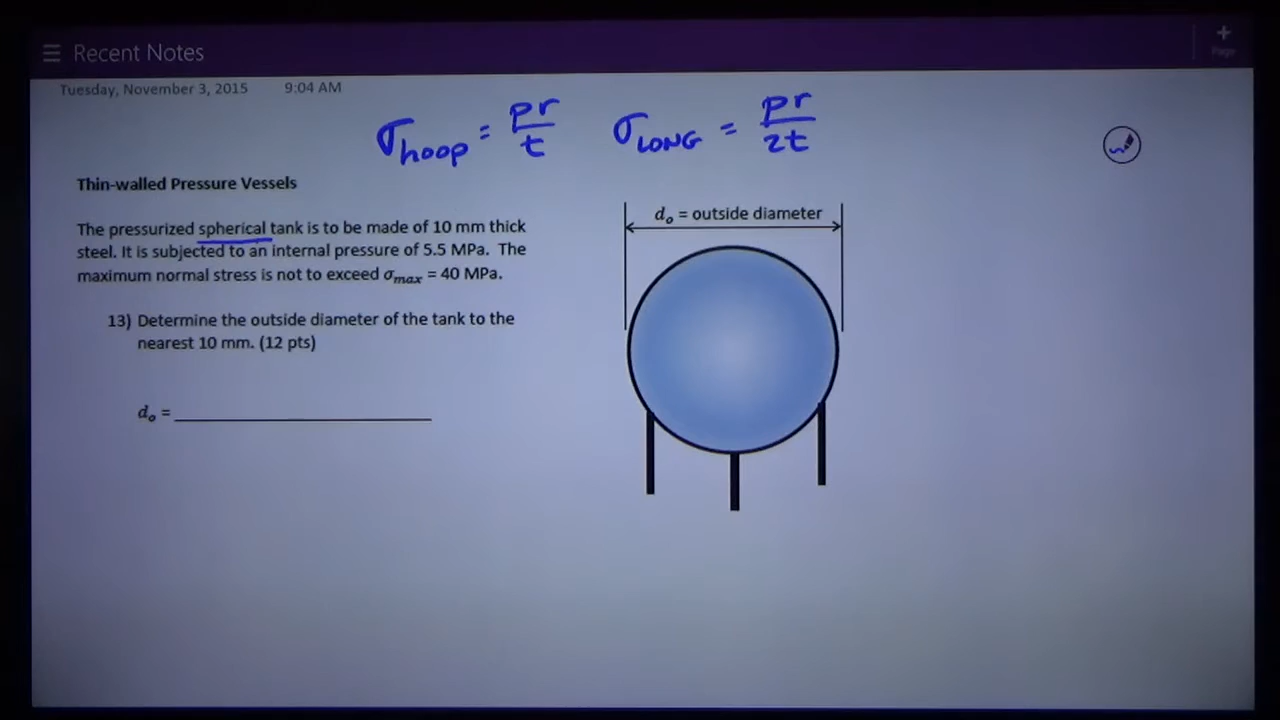 Recent Notes
Page
Tuesday, November 3, 2015 9:04 AM
σhoop = pr/t σLONG = pr/2t
Thin-walled Pressure Vessels
The pressurized spherical tank is to be made of 10 mm thick
steel. It is subjected to an internal pressure of 5.5 MPa. The
maximum normal stress is not to exceed σmax = 40 MPa.
13) Determine the outside diameter of the tank to the
nearest 10 mm. (12 pts)
do = ____________________
do = outside diameter